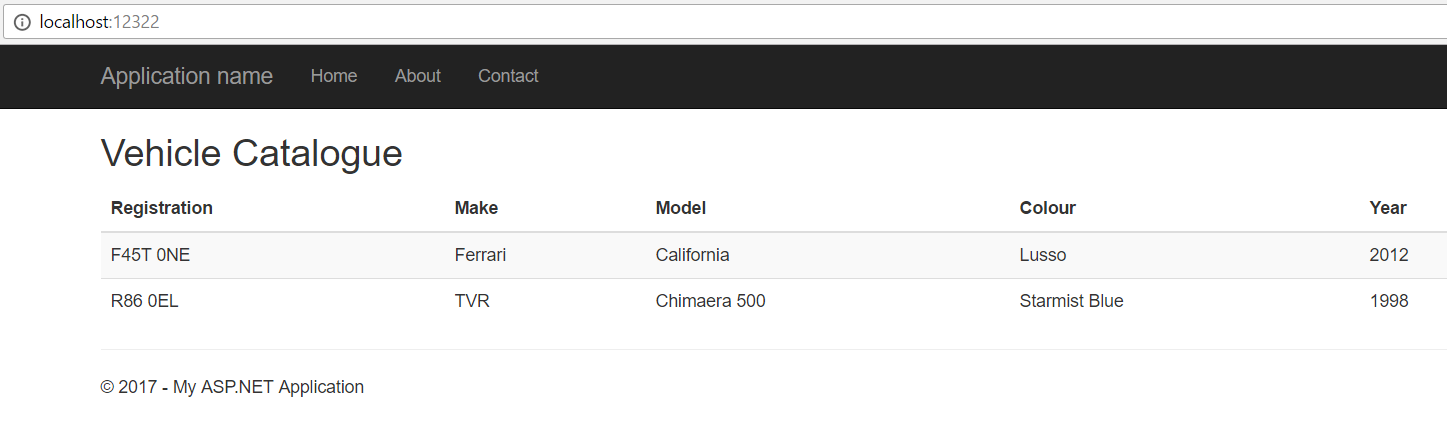 localhost:12322
Application name Home About Contact
Vehicle Catalogue
Registration Make Model Colour Year
F45T 0NE Ferrari California Lusso 2012
R86 0EL TVR Chimaera 500 Starmist Blue 1998
© 2017 - My ASP.NET Application